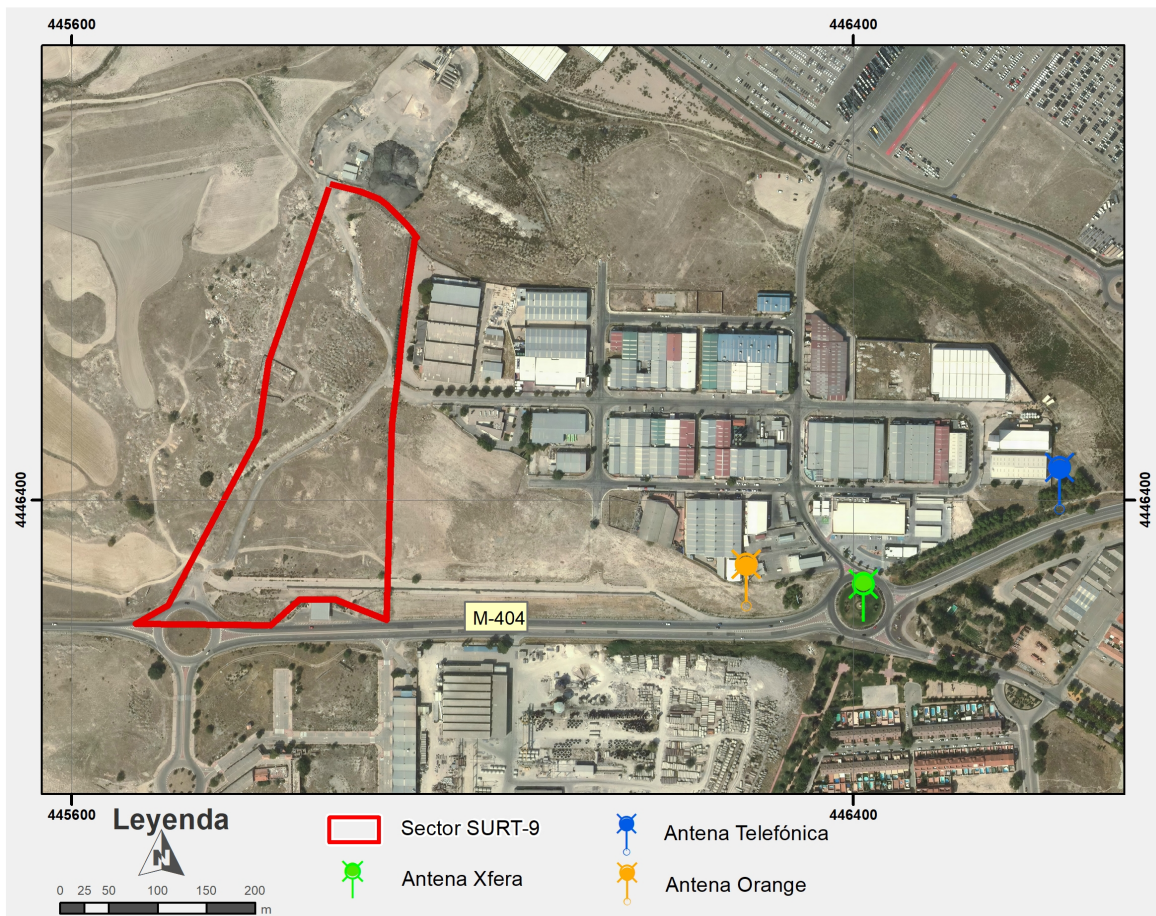 445600
446400
4446400
4446400
M-404
445600
446400
Leyenda
N
0 25 50 100 150 200
m
Sector SURT-9
Antena Telefónica
Antena Xfera
Antena Orange